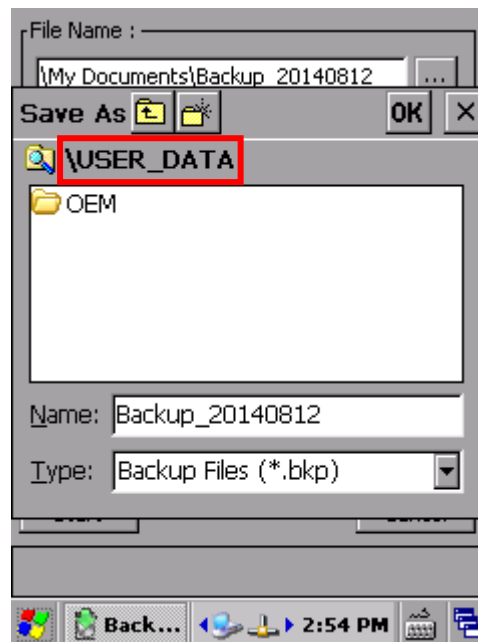 File Name :
\My Documents\Backup_20140812 ...
Save As OK ×
\USER_DATA
OEM
Name: Backup_20140812
Type: Backup Files (*.bkp)
Back... 2:54 PM